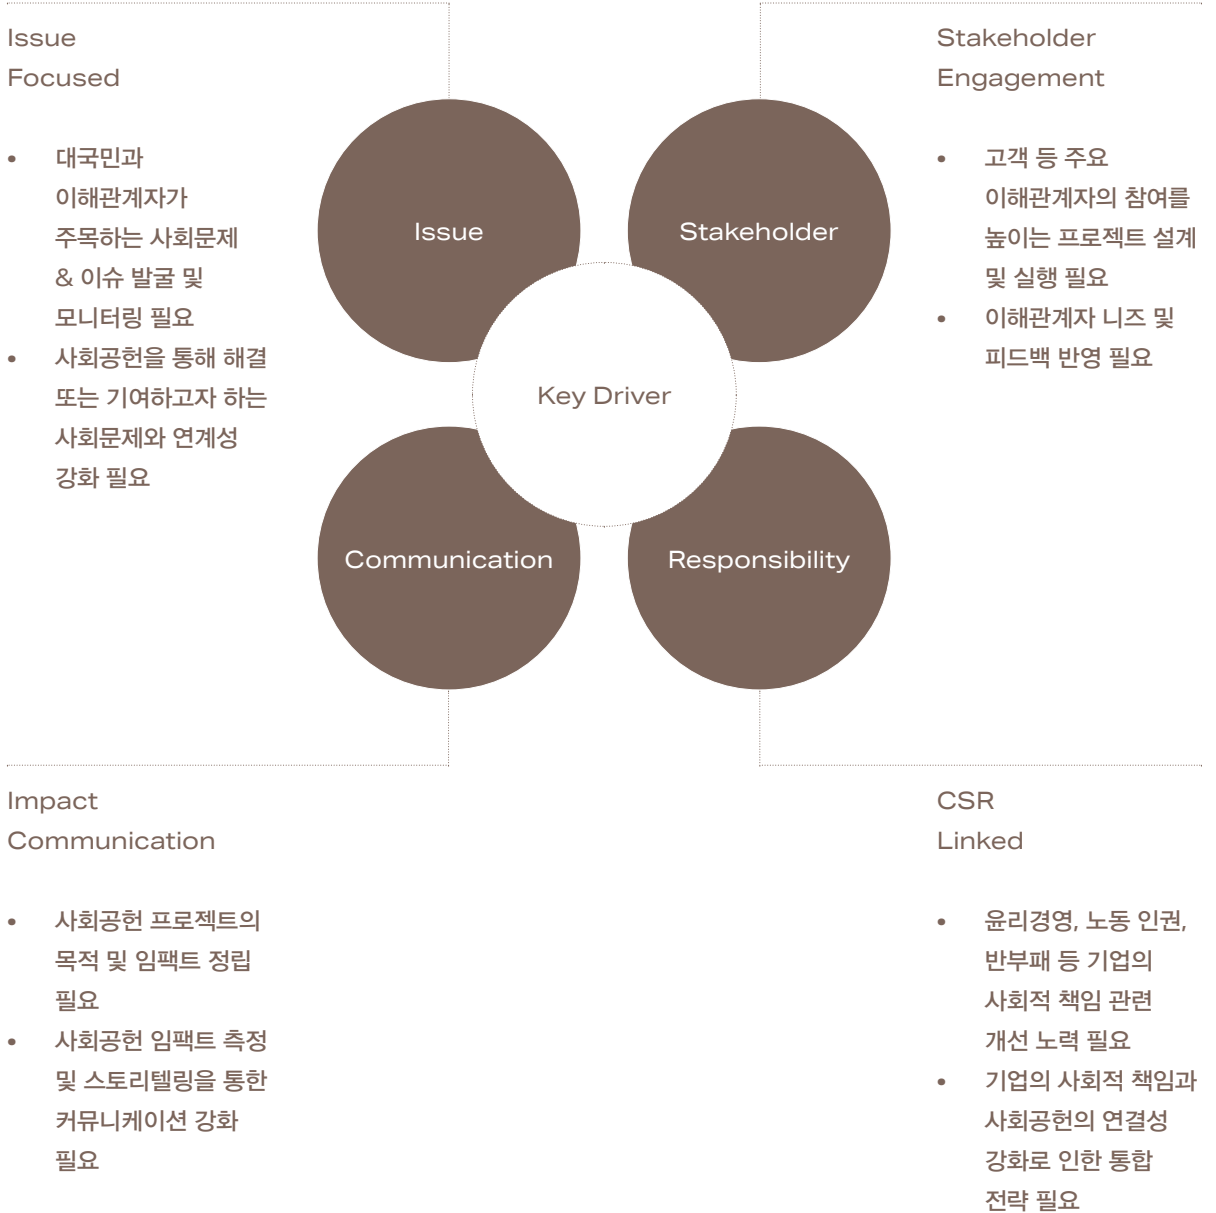 Issue
Focused
• 대국민과
이해관계자가
주목하는 사회문제
& 이슈 발굴 및
모니터링 필요
• 사회공헌을 통해 해결
또는 기여하고자 하는
사회문제와 연계성
강화 필요
Stakeholder
Engagement
• 고객 등 주요
이해관계자의 참여를
높이는 프로젝트 설계
및 실행 필요
• 이해관계자 니즈 및
피드백 반영 필요
Issue
Stakeholder
Key Driver
Communication
Responsibility
Impact
Communication
• 사회공헌 프로젝트의
목적 및 임팩트 정립
필요
• 사회공헌 임팩트 측정
및 스토리텔링을 통한
커뮤니케이션 강화
필요
CSR
Linked
• 윤리경영, 노동 인권,
반부패 등 기업의
사회적 책임 관련
개선 노력 필요
• 기업의 사회적 책임과
사회공헌의 연결성
강화로 인한 통합
전략 필요